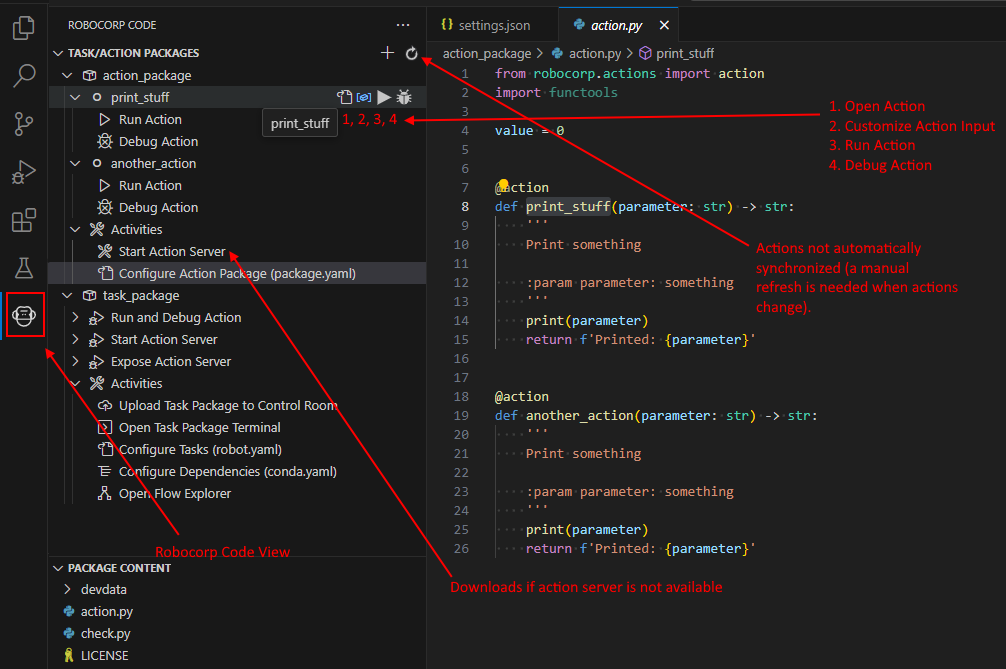 ROBOCORP CODE
TASK/ACTION PACKAGES
action_package
print_stuff
1, 2, 3, 4
Run Action
print_stuff
Debug Action
another_action
Run Action
Debug Action
Activities
Start Action Server
Configure Action Package (package.yaml)
task_package
Run and Debug Action
Start Action Server
Expose Action Server
Activities
Upload Task Package to Control Room
Open Task Package Terminal
Configure Tasks (robot.yaml)
Configure Dependencies (conda.yaml)
Open Flow Explorer
Robocorp Code View
PACKAGE CONTENT
devdata
action.py
check.py
LICENSE
{} settings.json
action.py
action_package > action.py > print_stuff
1 from robocorp.actions import action
2 import functools
3
4 value = 0
5
6
7 @action
8 def print_stuff(parameter: str) -> str:
9 '''
10 Print something
11
12 :param parameter: something
13 '''
14 print(parameter)
15 return f'Printed: {parameter}'
16
17
18 @action
19 def another_action(parameter: str) -> str:
20 '''
21 Print something
22
23 :param parameter: something
24 '''
25 print(parameter)
26 return f'Printed: {parameter}'
1. Open Action
2. Customize Action Input
3. Run Action
4. Debug Action
Actions not automatically
synchronized (a manual
refresh is needed when actions
change).
Downloads if action server is not available